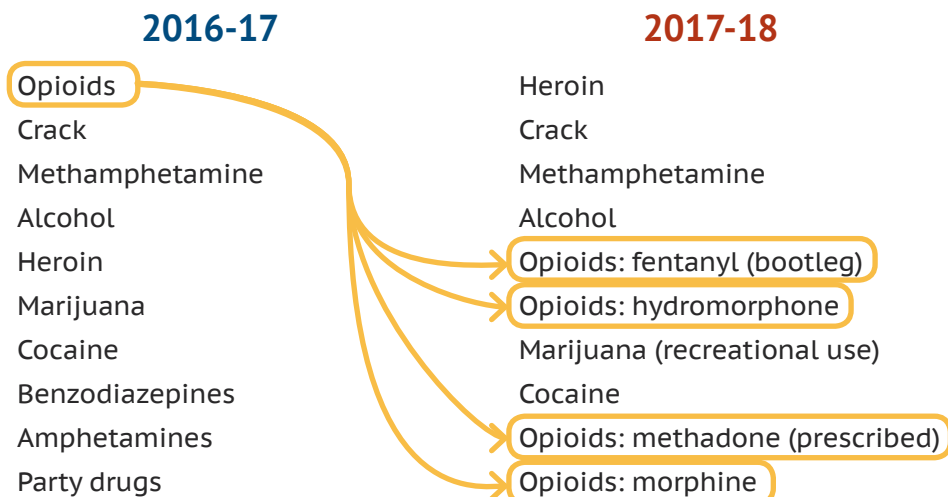 2016-17
Opioids
Crack
Methamphetamine
Alcohol
Heroin
Marijuana
Cocaine
Benzodiazepines
Amphetamines
Party drugs
2017-18
Heroin
Crack
Methamphetamine
Alcohol
Opioids: fentanyl (bootleg)
Opioids: hydromorphone
Marijuana (recreational use)
Cocaine
Opioids: methadone (prescribed)
Opioids: morphine